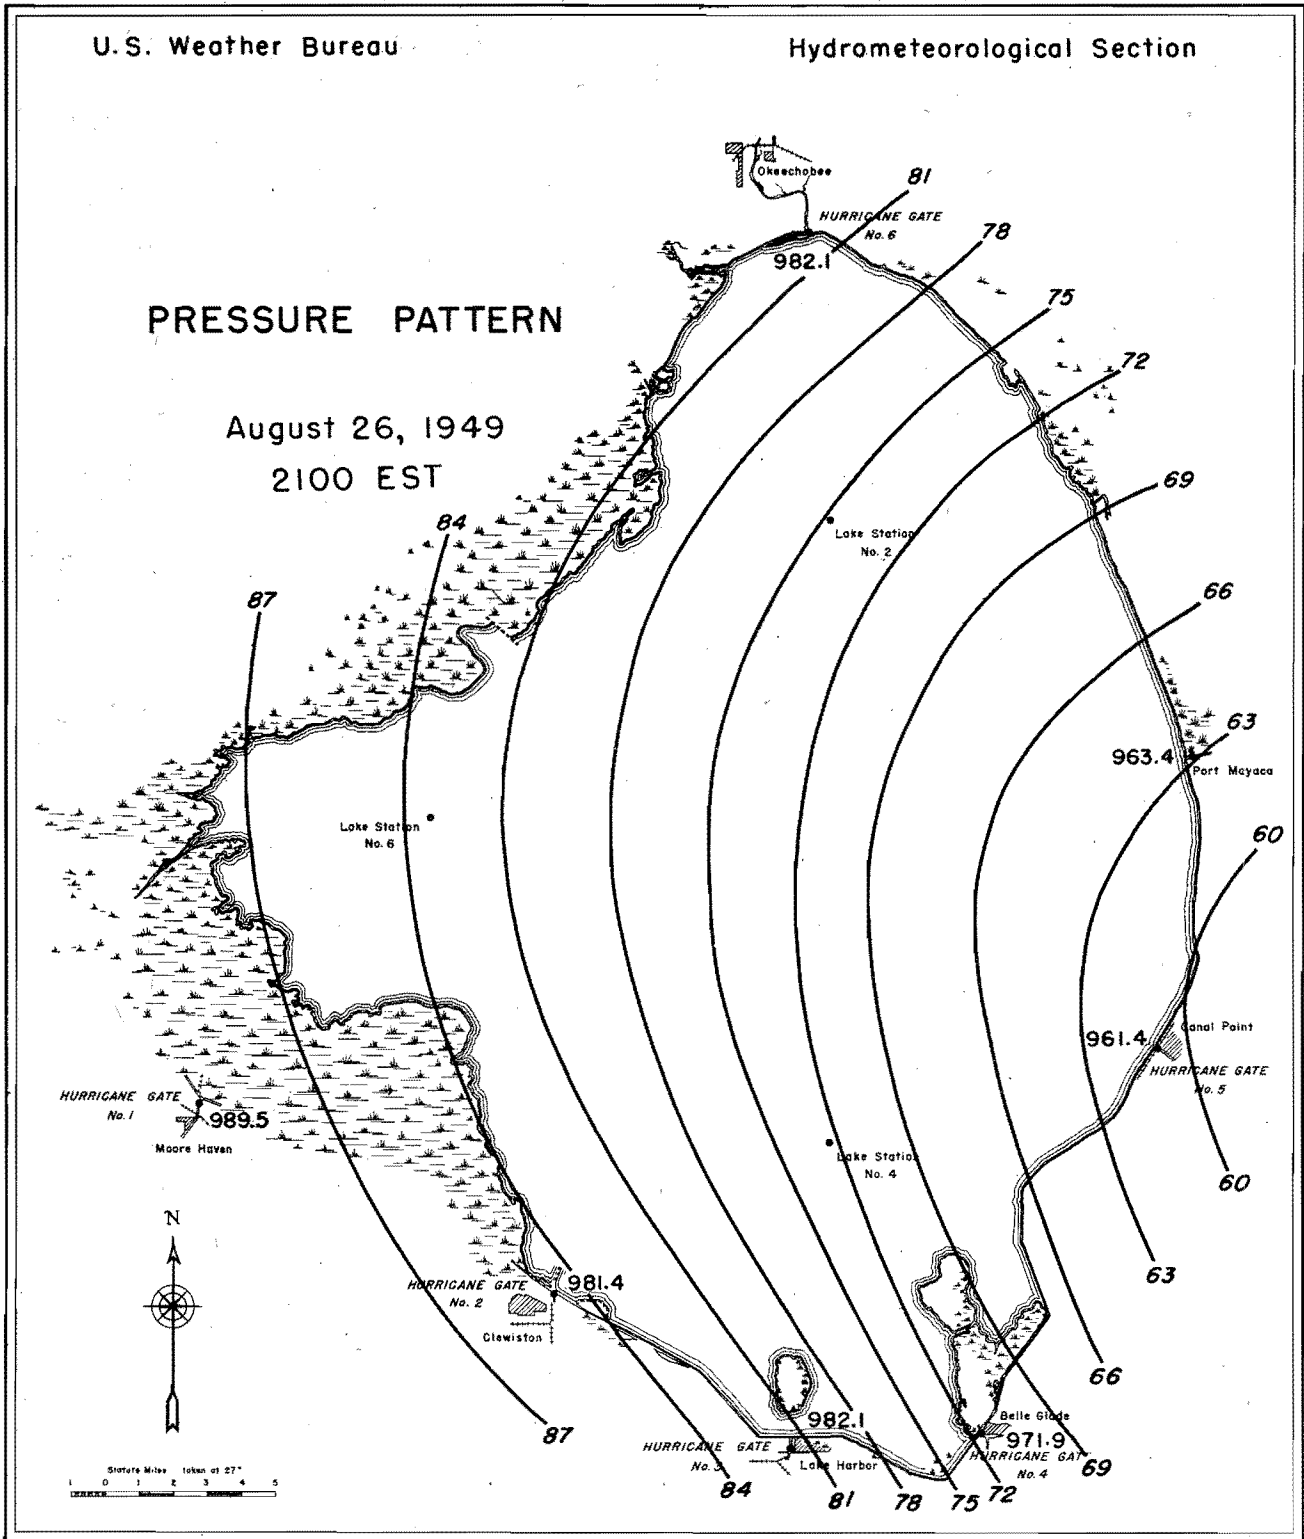 U.S. Weather Bureau
Hydrometeorological Section
Okeechobee
81
HURRICANE GATE
No. 6
78
982.1
75
PRESSURE PATTERN
72
August 26, 1949
2100 EST
69
84
Lake Station
No. 2
87
66
63
963.4
Port Mayaca
Lake Station
No. 6
60
961.4
Canal Point
HURRICANE GATE
No. 5
HURRICANE GATE
No. 1
989.5
Moore Haven
Lake Station
No. 4
60
N
63
HURRICANE GATE
No. 2
981.4
Clewiston
66
87
982.1
Belle Glade
971.9
HURRICANE GATE
No. 3
Lake Harbor
HURRICANE GAT
No. 4
69
84
81
78
75
72
Statute Miles taken at 27°
1 0 1 2 3 4 5